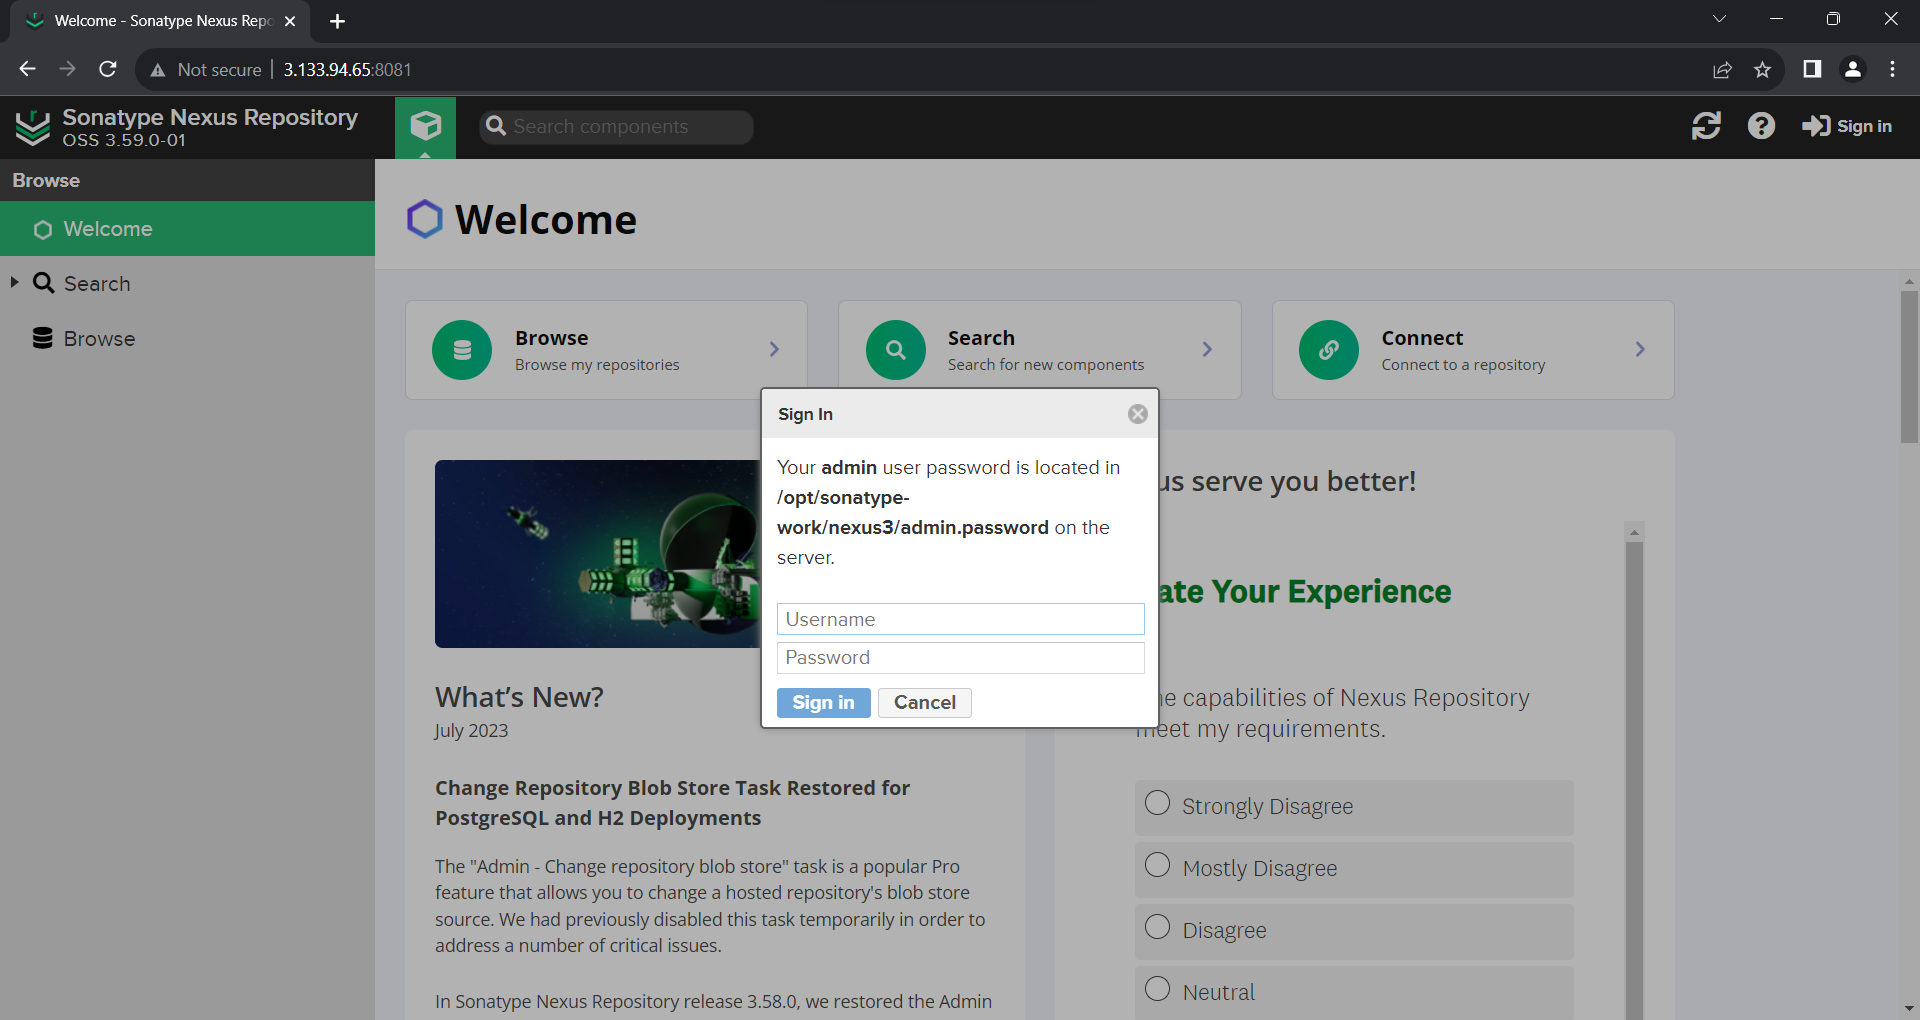 Welcome - Sonatype Nexus Repo
Not secure
3.133.94.65:8081
Sonatype Nexus Repository
OSS 3.59.0-01
Search components
Sign in
Browse
Welcome
Search
Browse
Welcome
Browse
Browse my repositories
Search
Search for new components
Connect
Connect to a repository
Sign In
Your admin user password is located in
/opt/sonatype-
work/nexus3/admin.password on the
server.
Username
Password
Sign in
Cancel
What's New?
July 2023
Change Repository Blob Store Task Restored for
PostgreSQL and H2 Deployments
The "Admin - Change repository blob store" task is a popular Pro
feature that allows you to change a hosted repository's blob store
source. We had previously disabled this task temporarily in order to
address a number of critical issues.
In Sonatype Nexus Repository release 3.58.0, we restored the Admin
us serve you better!
Your Experience
capabilities of Nexus Repository
meet my requirements.
Strongly Disagree
Mostly Disagree
Disagree
Neutral